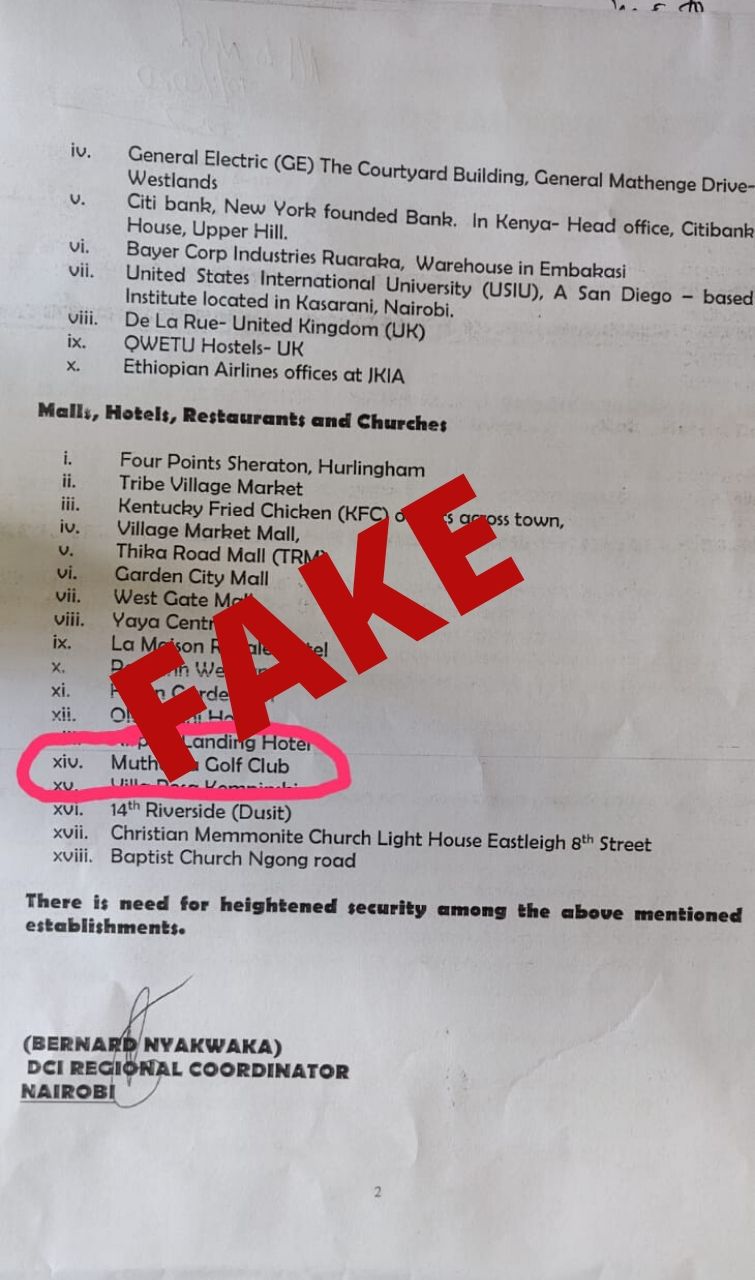 iv. General Electric (GE) The Courtyard Building, General Mathenge Drive-
Westlands
v. Citi bank, New York founded Bank. In Kenya- Head office, Citibank
House, Upper Hill.
vi. Bayer Corp Industries Ruaraka, Warehouse in Embakasi
vii. United States International University (USIU), A San Diego – based
Institute located in Kasarani, Nairobi.
viii. De La Rue- United Kingdom (UK)
ix. QWETU Hostels- UK
x. Ethiopian Airlines offices at JKIA
Malls, Hotels, Restaurants and Churches
i. Four Points Sheraton, Hurlingham
ii. Tribe Village Market
iii. Kentucky Fried Chicken (KFC) across town,
iv. Village Market Mall,
v. Thika Road Mall (TRM)
vi. Garden City Mall
vii. West Gate
viii. Yaya
ix. La
x.
xi.
xii.
Landing Hotel
xiv. Golf Club
xv.
xvi. 14th Riverside (Dusit)
xvii. Christian Memmonite Church Light House Eastleigh 8th Street
xviii. Baptist Church Ngong road
FAKE
There is need for heightened security among the above mentioned
establishments.
(BERNARD NYAKWAKA)
DCI REGIONAL COORDINATOR
NAIROBI
2